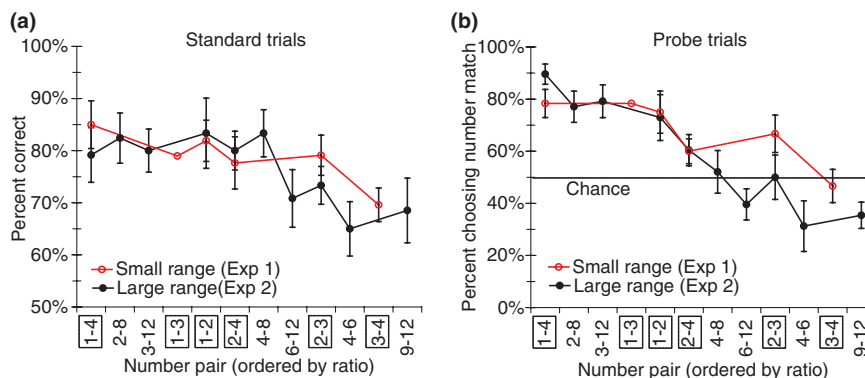 (a)
Standard trials
Percent correct
100%
90%
80%
70%
60%
50%
Small range (Exp 1)
Large range(Exp 2)
1-4 2-8 3-12 1-3 1-2 2-4 4-8 6-12 2-3 4-6 3-4 9-12
Number pair (ordered by ratio)
(b)
Probe trials
Percent choosing number match
100%
80%
60%
40%
20%
0%
Chance
Small range (Exp 1)
Large range (Exp 2)
1-4 2-8 3-12 1-3 1-2 2-4 4-8 6-12 2-3 4-6 3-4 9-12
Number pair (ordered by ratio)